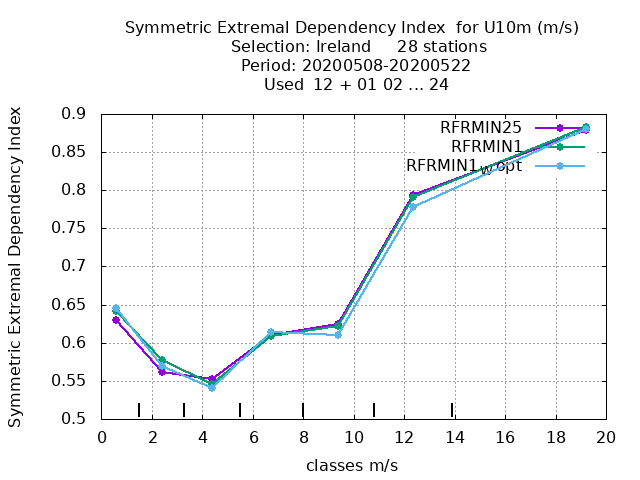 Symmetric Extremal Dependency Index  for U10m (m/s)
Selection: Ireland     28 stations
Period: 20200508-20200522
Used  12 + 01 02 ... 24
Symmetric Extremal Dependency Index
0.9
0.85
0.8
0.75
0.7
0.65
0.6
0.55
0.5
RFRMIN25
RFRMIN1
RFRMIN1_w_opt
0 2 4 6 8 10 12 14 16 18 20
classes m/s